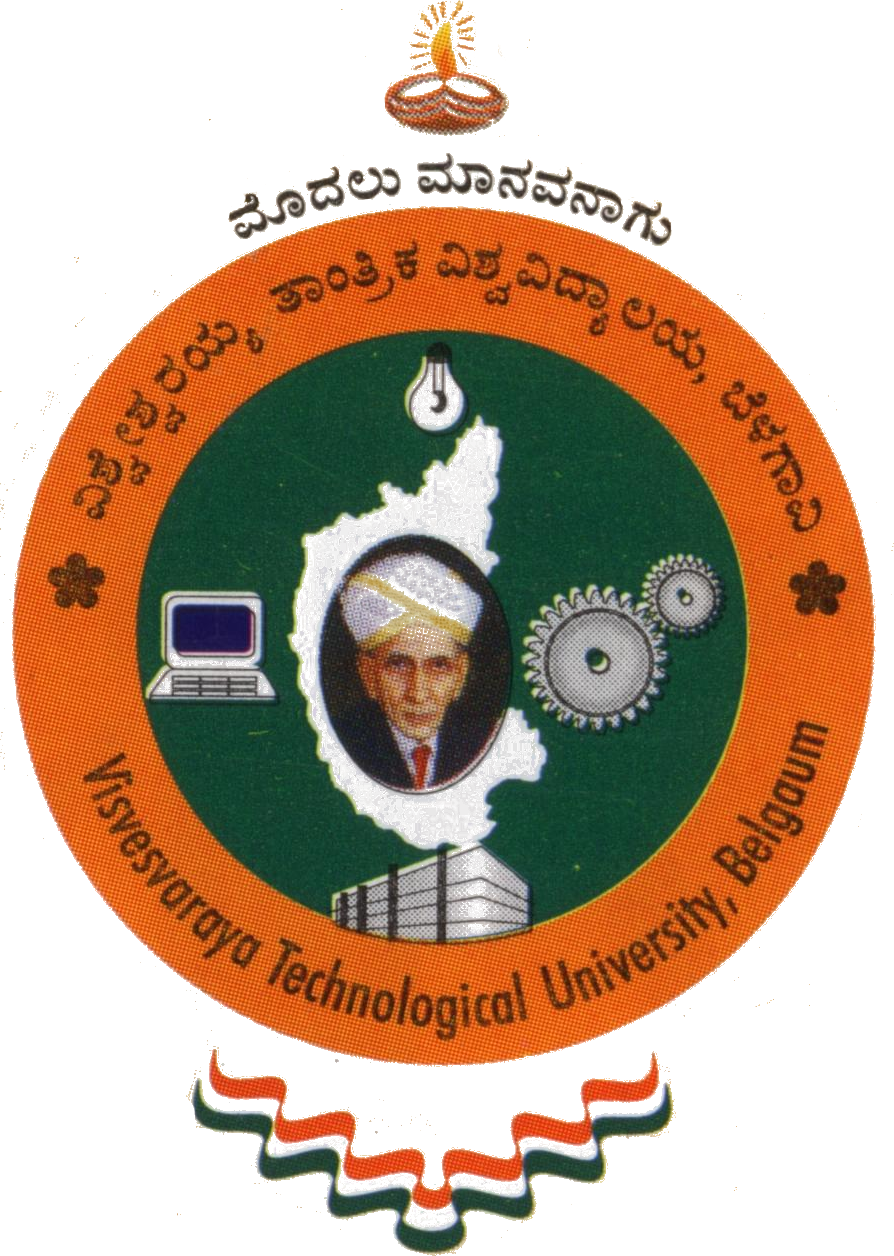 ಮೊದಲು ಮಾನವನಾಗು
ವಿಶ್ವೇಶ್ವರಯ್ಯ ತಾಂತ್ರಿಕ ವಿಶ್ವವಿದ್ಯಾಲಯ, ಬೆಳಗಾವಿ
Visvesvaraya Technological University, Belgaum